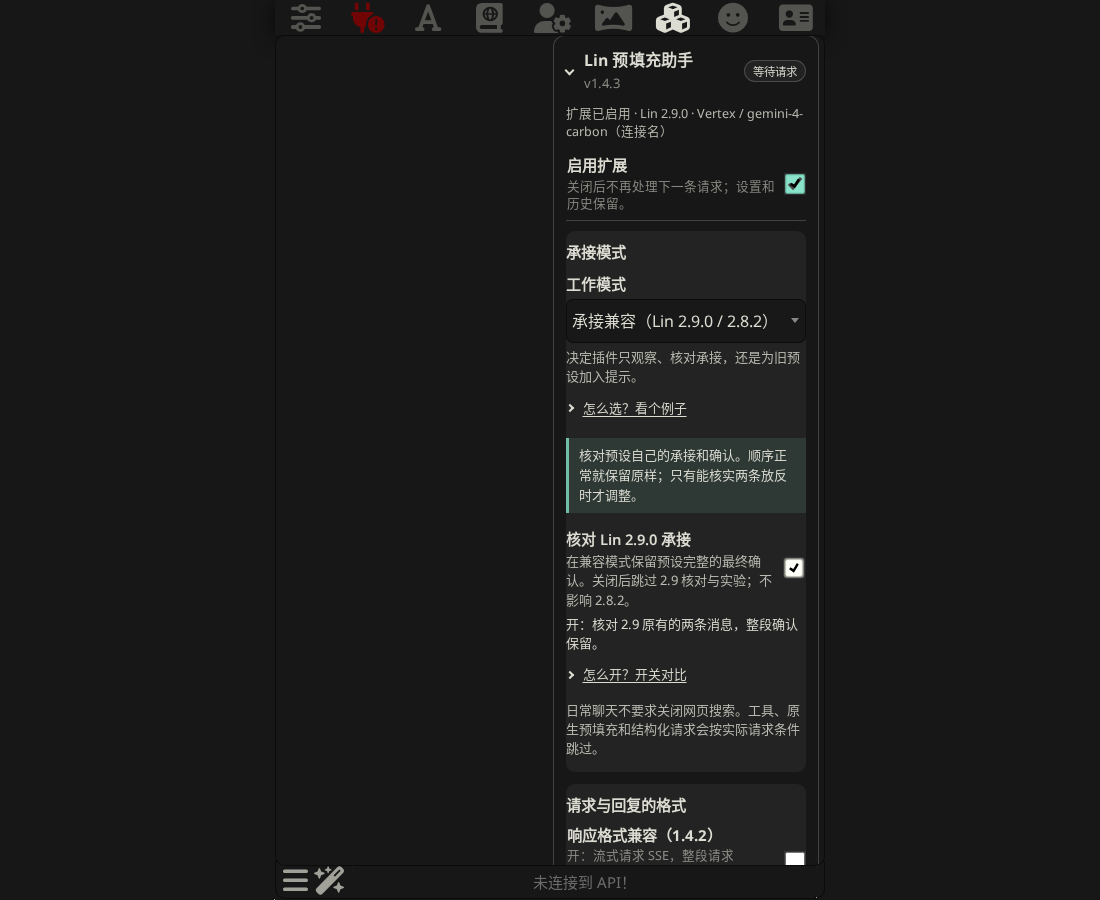 Lin 预填充助手
v1.4.3
等待请求
扩展已启用 · Lin 2.9.0 · Vertex / gemini-4-
carbon（连接名）
启用扩展
关闭后不再处理下一条请求；设置和
历史保留。
承接模式
工作模式
承接兼容（Lin 2.9.0 / 2.8.2）
决定插件只观察、核对承接，还是为旧预
设加入提示。
怎么选？看个例子
核对预设自己的承接和确认。顺序正
常就保留原样；只有能核实两条放反
时才调整。
核对 Lin 2.9.0 承接
在兼容模式保留预设完整的最终确
认。关闭后跳过 2.9 核对与实验；不
影响 2.8.2。
开：核对 2.9 原有的两条消息，整段确认
保留。
怎么开？开关对比
日常聊天不要求关闭网页搜索。工具、原
生预填充和结构化请求会按实际请求条件
跳过。
请求与回复的格式
响应格式兼容（1.4.2）
开：流式请求 SSE，整段请求
未连接到 API！